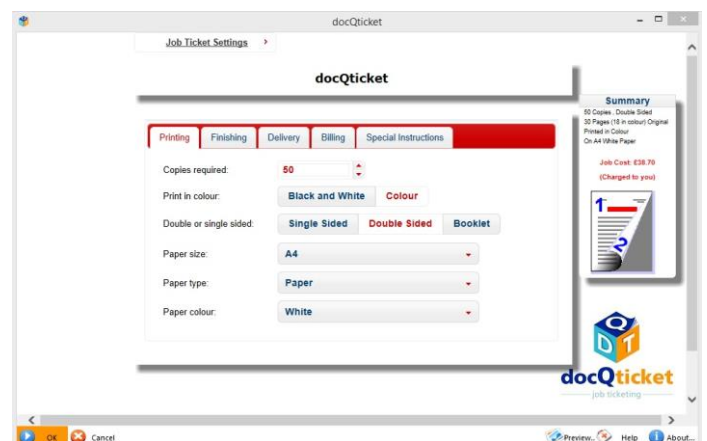 docQticket
Job Ticket Settings >
docQticket
Printing Finishing Delivery Billing Special Instructions
Copies required: 50
Print in colour: Black and White Colour
Double or single sided: Single Sided Double Sided Booklet
Paper size: A4
Paper type: Paper
Paper colour: White
Summary
50 Copies , Double Sided
30 Pages (18 in colour) Original
Printed in Colour
On A4 White Paper
Job Cost: £38.70
(Charged to you)
1
2
Q
D T
docQticket
job ticketing
OK Cancel Preview... Help About...